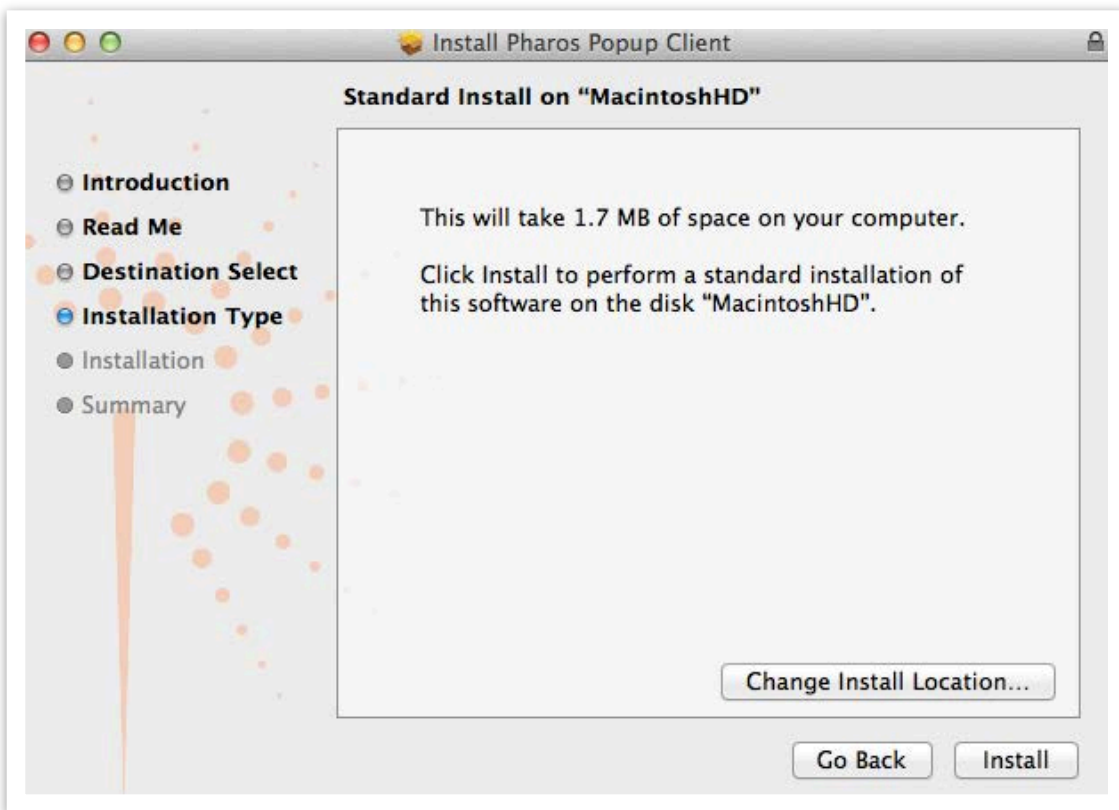 Install Pharos Popup Client
Standard Install on “MacintoshHD”
Introduction
Read Me
Destination Select
Installation Type
Installation
Summary
This will take 1.7 MB of space on your computer.
Click Install to perform a standard installation of
this software on the disk “MacintoshHD”.
Change Install Location...
Go Back
Install